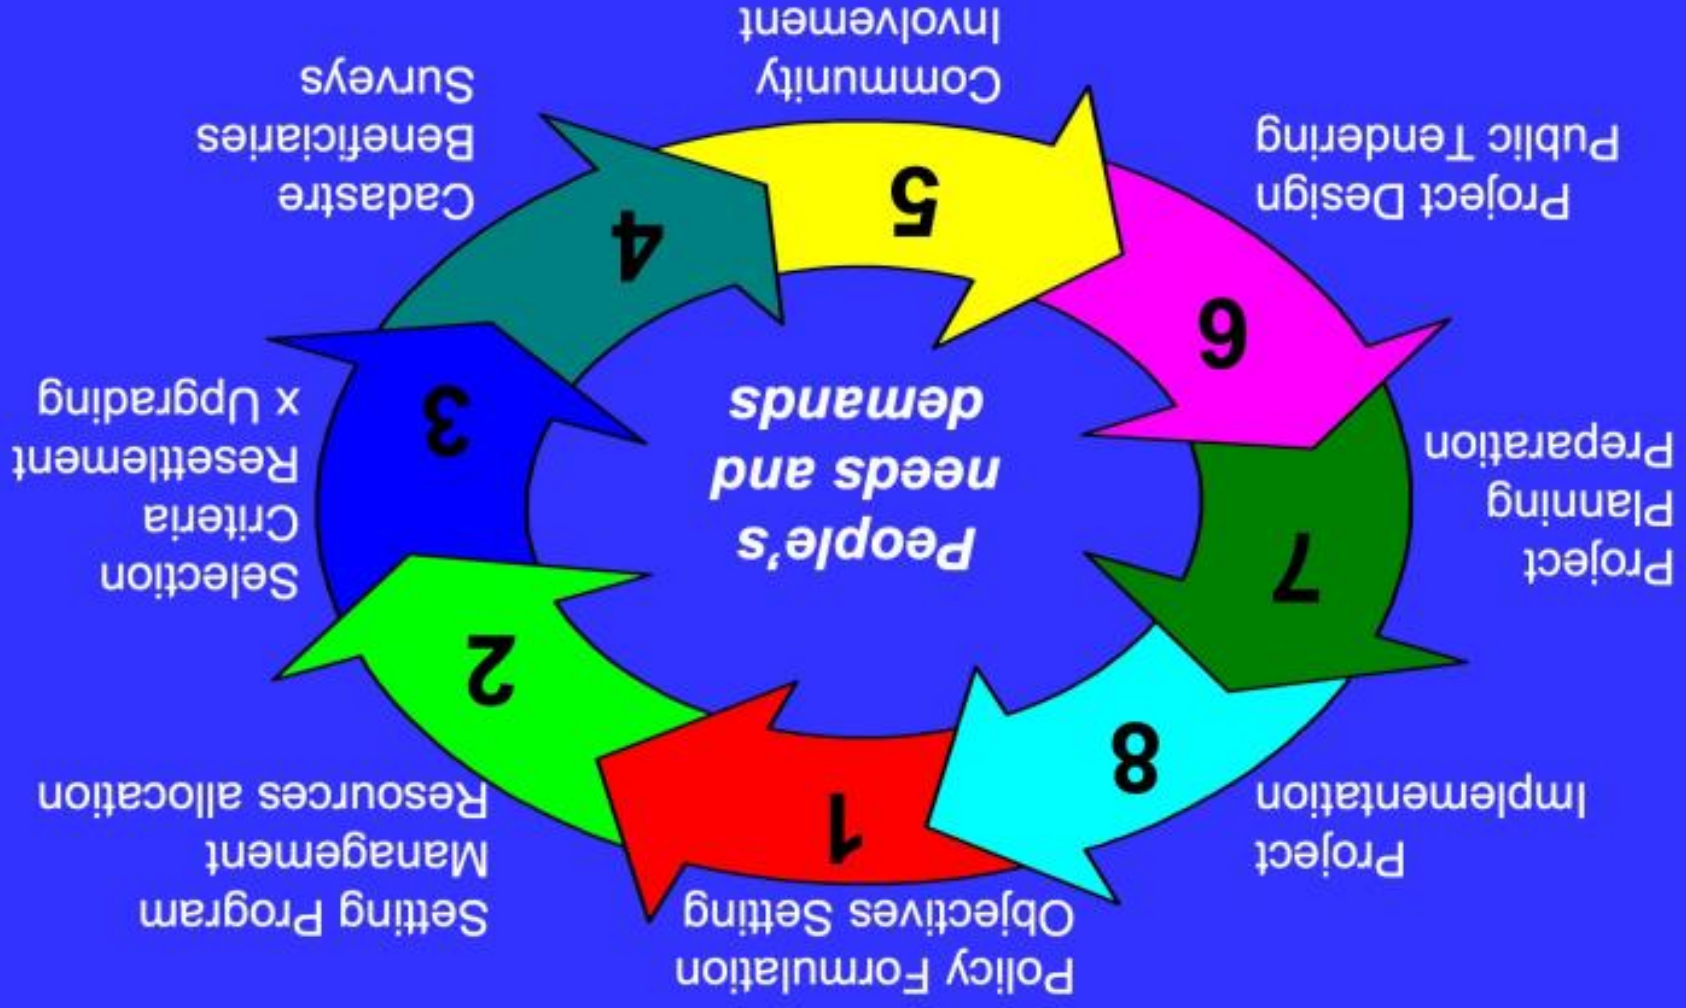 Policy Formulation
Objectives Setting
1
Setting Program
Management
Resources allocation
2
Selection
Criteria
Resettlement
x Upgrading
3
Cadastre
Beneficiaries
Surveys
4
Community
Involvement
5
Project Design
Public Tendering
6
Project
Planning
Preparation
7
Project
Implementation
8
People's
needs and
demands